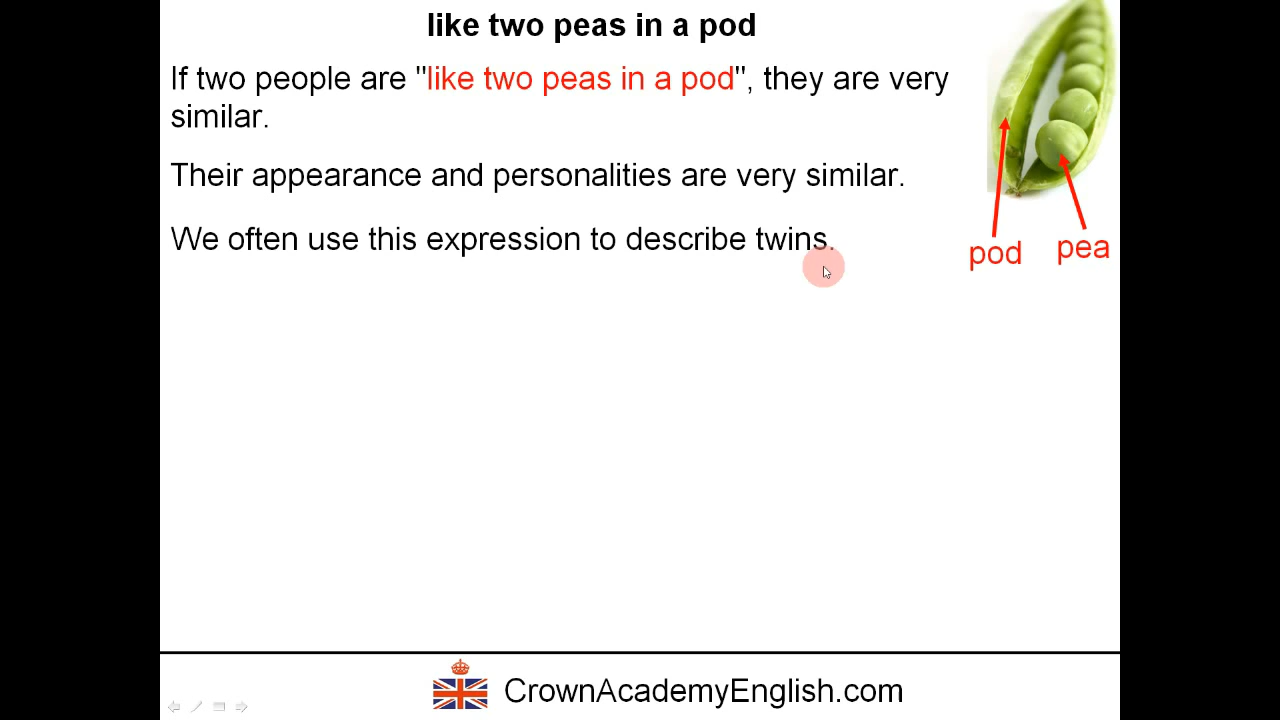 like two peas in a pod
If two people are "like two peas in a pod", they are very
similar.
Their appearance and personalities are very similar.
We often use this expression to describe twins.
pod
pea
CrownAcademyEnglish.com